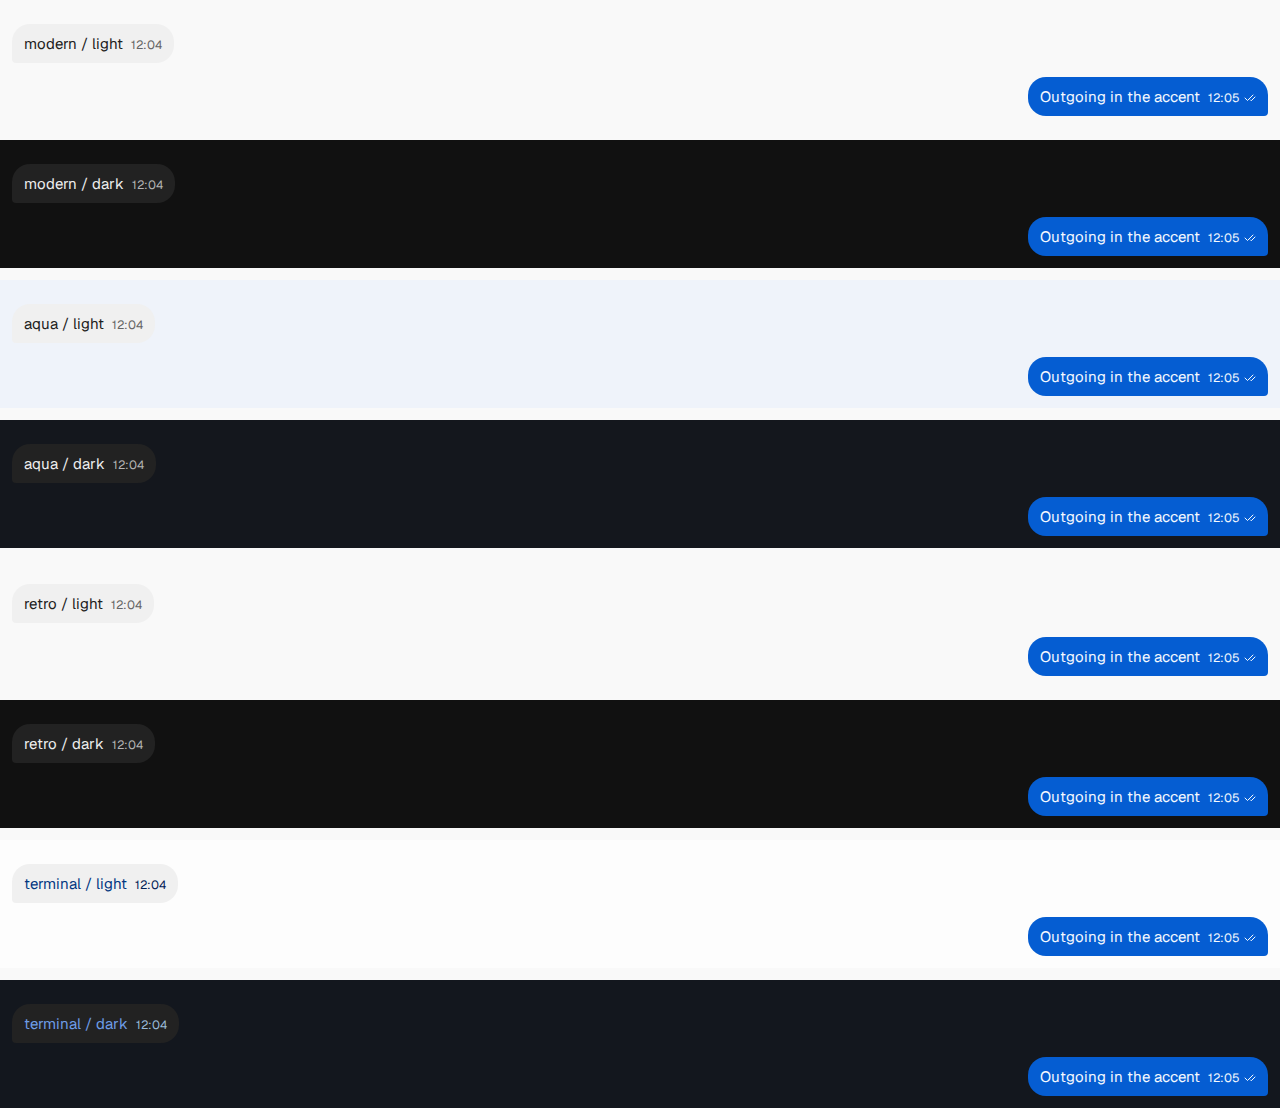 modern / light 12:04
Outgoing in the accent 12:05
modern / dark 12:04
Outgoing in the accent 12:05
aqua / light 12:04
Outgoing in the accent 12:05
aqua / dark 12:04
Outgoing in the accent 12:05
retro / light 12:04
Outgoing in the accent 12:05
retro / dark 12:04
Outgoing in the accent 12:05
terminal / light 12:04
Outgoing in the accent 12:05
terminal / dark 12:04
Outgoing in the accent 12:05